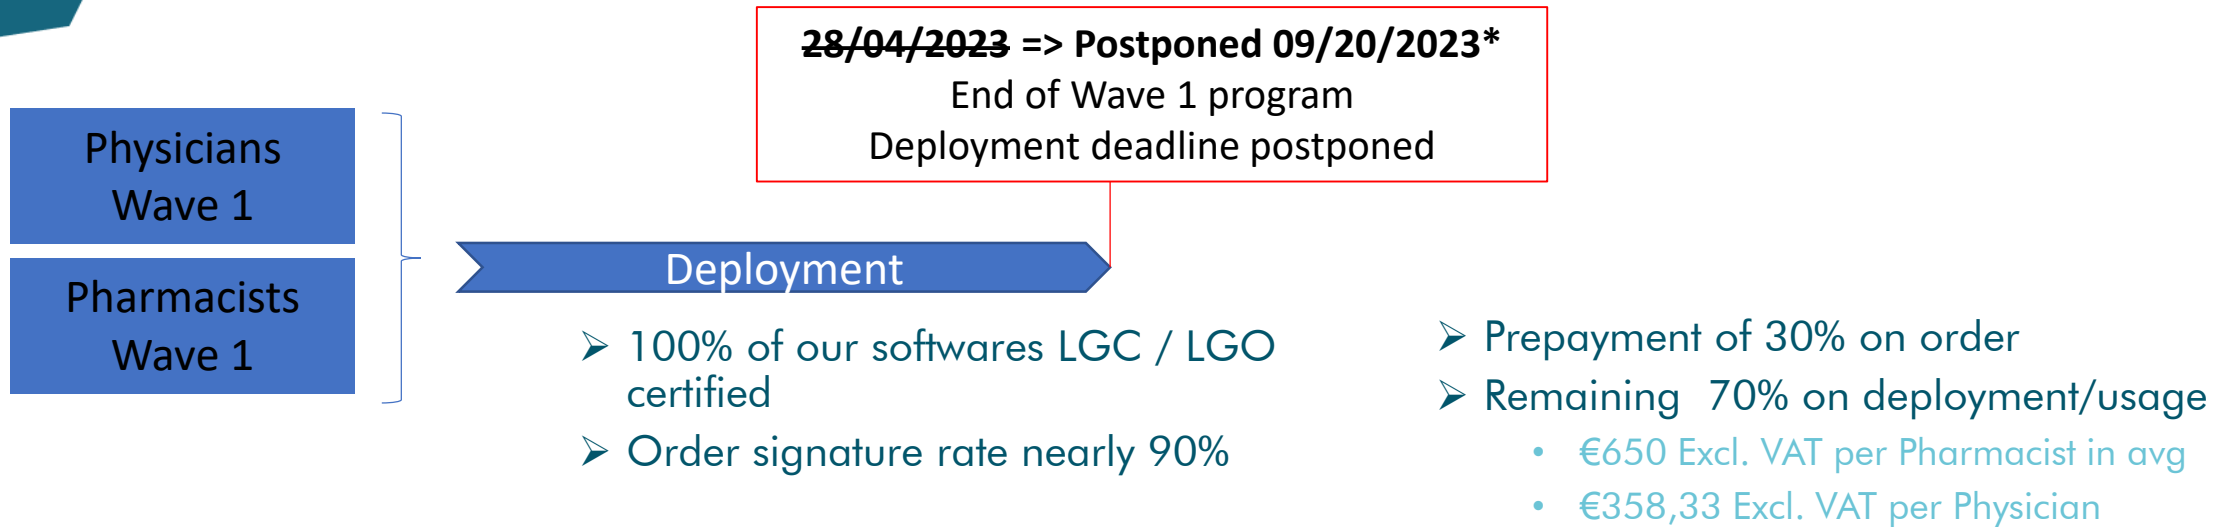 28/04/2023 => Postponed 09/20/2023*
End of Wave 1 program
Deployment deadline postponed
Physicians
Wave 1
Pharmacists
Wave 1
Deployment
➢ 100% of our softwares LGC / LGO
certified
➢ Order signature rate nearly 90%
➢ Prepayment of 30% on order
➢ Remaining 70% on deployment/usage
• €650 Excl. VAT per Pharmacist in avg
• €358,33 Excl. VAT per Physician